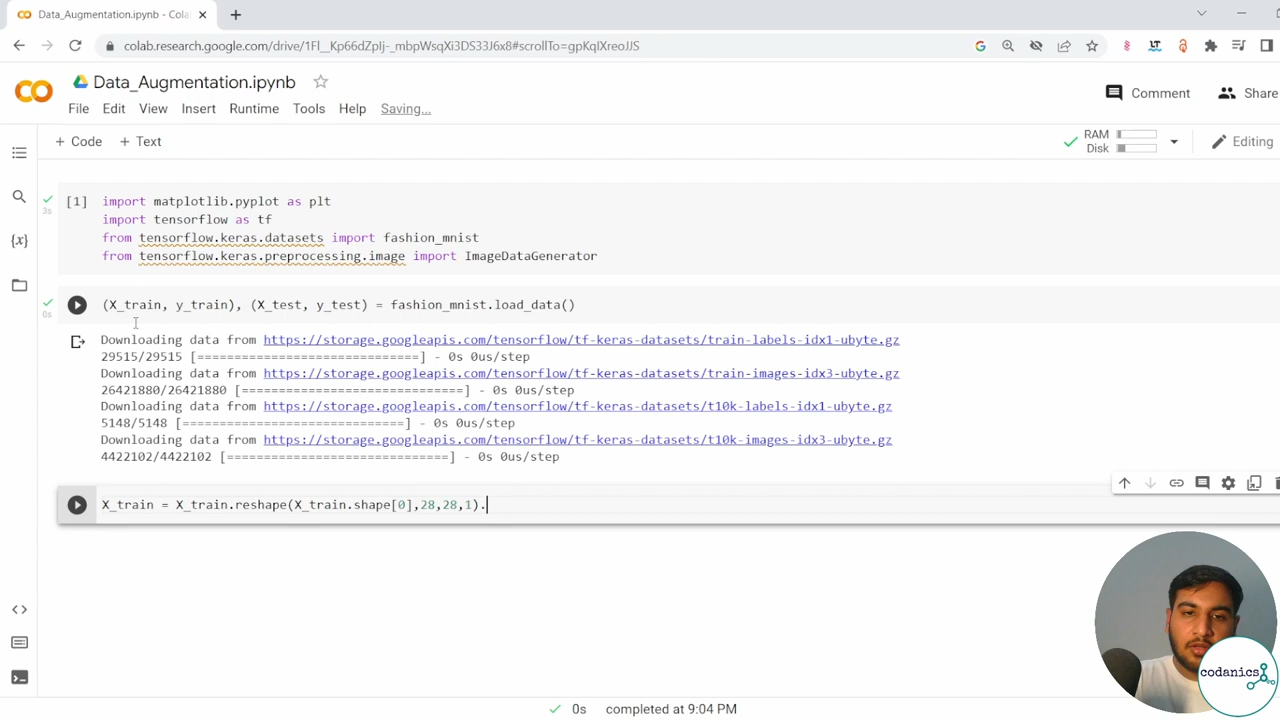 Data_Augmentation.ipynb - Cola
colab.research.google.com/drive/1Fl_Kp66dZpIj-_mbpWsqXi3DS33J6x8#scrollTo=gpKqlXreoJJS
Data_Augmentation.ipynb
File Edit View Insert Runtime Tools Help Saving...
Comment Share
+ Code + Text
RAM
Disk
Editing
[1] import matplotlib.pyplot as plt
3s
import tensorflow as tf
from tensorflow.keras.datasets import fashion_mnist
from tensorflow.keras.preprocessing.image import ImageDataGenerator
(X_train, y_train), (X_test, y_test) = fashion_mnist.load_data()
0s
Downloading data from https://storage.googleapis.com/tensorflow/tf-keras-datasets/train-labels-idx1-ubyte.gz
29515/29515 [==============================] - 0s 0us/step
Downloading data from https://storage.googleapis.com/tensorflow/tf-keras-datasets/train-images-idx3-ubyte.gz
26421880/26421880 [==============================] - 0s 0us/step
Downloading data from https://storage.googleapis.com/tensorflow/tf-keras-datasets/t10k-labels-idx1-ubyte.gz
5148/5148 [==============================] - 0s 0us/step
Downloading data from https://storage.googleapis.com/tensorflow/tf-keras-datasets/t10k-images-idx3-ubyte.gz
4422102/4422102 [==============================] - 0s 0us/step
X_train = X_train.reshape(X_train.shape[0],28,28,1).
codanics
0s completed at 9:04 PM